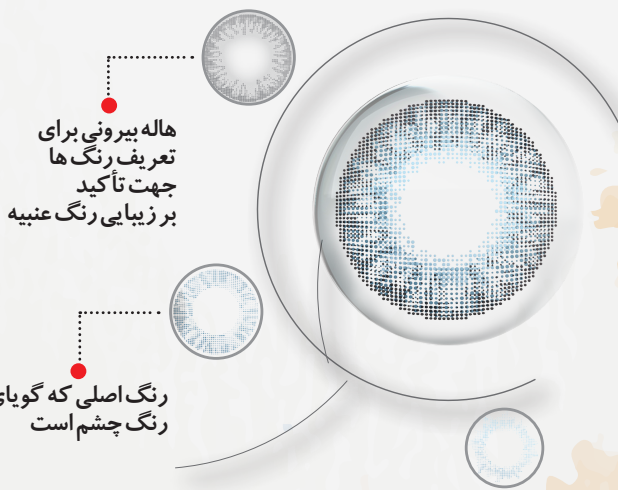 هاله بیرونی برای
تعریف رنگ ها
جهت تأکید
بر زیبایی رنگ عنبیه
رنگ اصلی که گویای
رنگ چشم است